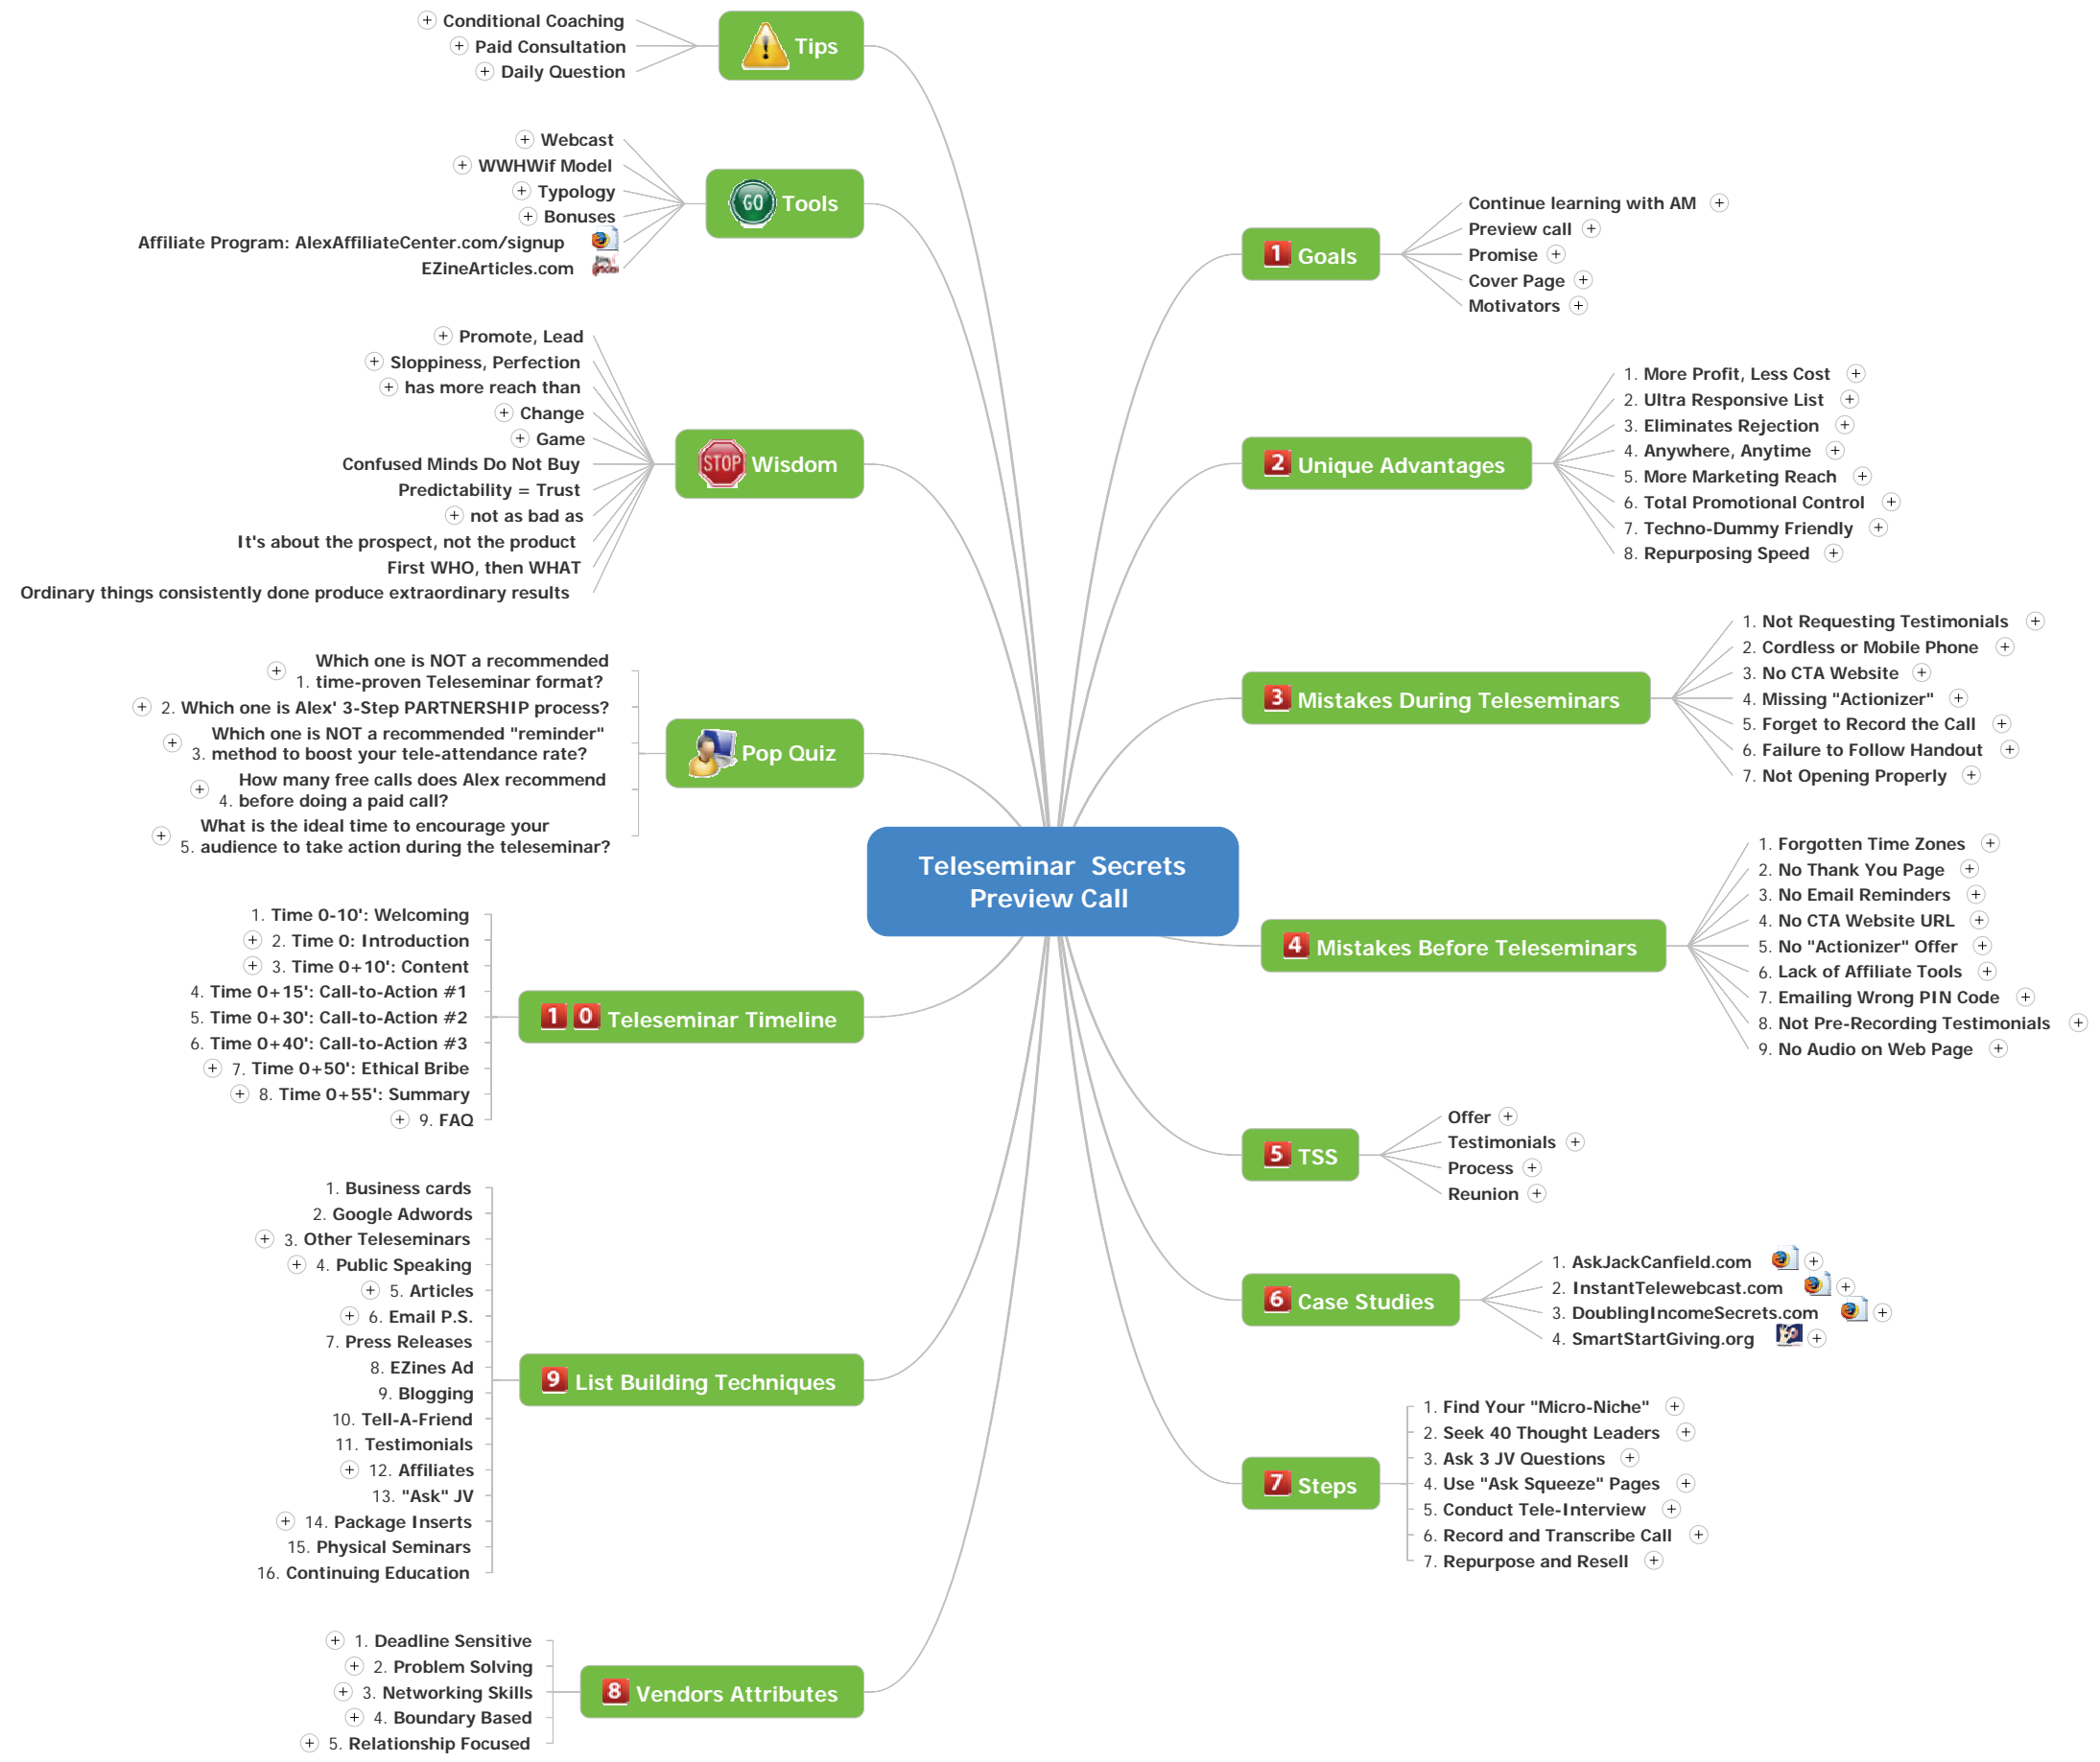 Teleseminar Secrets
Preview Call
1 Goals
Continue learning with AM
Preview call
Promise
Cover Page
Motivators
2 Unique Advantages
1. More Profit, Less Cost
2. Ultra Responsive List
3. Eliminates Rejection
4. Anywhere, Anytime
5. More Marketing Reach
6. Total Promotional Control
7. Techno-Dummy Friendly
8. Repurposing Speed
3 Mistakes During Teleseminars
1. Not Requesting Testimonials
2. Cordless or Mobile Phone
3. No CTA Website
4. Missing "Actionizer"
5. Forget to Record the Call
6. Failure to Follow Handout
7. Not Opening Properly
4 Mistakes Before Teleseminars
1. Forgotten Time Zones
2. No Thank You Page
3. No Email Reminders
4. No CTA Website URL
5. No "Actionizer" Offer
6. Lack of Affiliate Tools
7. Emailing Wrong PIN Code
8. Not Pre-Recording Testimonials
9. No Audio on Web Page
5 TSS
Offer
Testimonials
Process
Reunion
6 Case Studies
1. AskJackCanfield.com
2. InstantTelewebcast.com
3. DoublingIncomeSecrets.com
4. SmartStartGiving.org
7 Steps
1. Find Your "Micro-Niche"
2. Seek 40 Thought Leaders
3. Ask 3 JV Questions
4. Use "Ask Squeeze" Pages
5. Conduct Tele-Interview
6. Record and Transcribe Call
7. Repurpose and Resell
8 Vendors Attributes
1. Deadline Sensitive
2. Problem Solving
3. Networking Skills
4. Boundary Based
5. Relationship Focused
9 List Building Techniques
1. Business cards
2. Google Adwords
3. Other Teleseminars
4. Public Speaking
5. Articles
6. Email P.S.
7. Press Releases
8. EZines Ad
9. Blogging
10. Tell-A-Friend
11. Testimonials
12. Affiliates
13. "Ask" JV
14. Package Inserts
15. Physical Seminars
16. Continuing Education
1 0 Teleseminar Timeline
1. Time 0-10': Welcoming
2. Time 0: Introduction
3. Time 0+10': Content
4. Time 0+15': Call-to-Action #1
5. Time 0+30': Call-to-Action #2
6. Time 0+40': Call-to-Action #3
7. Time 0+50': Ethical Bribe
8. Time 0+55': Summary
9. FAQ
Pop Quiz
Which one is NOT a recommended
1. time-proven Teleseminar format?
2. Which one is Alex' 3-Step PARTNERSHIP process?
Which one is NOT a recommended "reminder"
3. method to boost your tele-attendance rate?
How many free calls does Alex recommend
4. before doing a paid call?
What is the ideal time to encourage your
5. audience to take action during the teleseminar?
STOP Wisdom
Promote, Lead
Sloppiness, Perfection
has more reach than
Change
Game
Confused Minds Do Not Buy
Predictability = Trust
not as bad as
It's about the prospect, not the product
First WHO, then WHAT
Ordinary things consistently done produce extraordinary results
GO Tools
Webcast
WWHWif Model
Typology
Bonuses
Affiliate Program: AlexAffiliateCenter.com/signup
EZineArticles.com
Tips
Conditional Coaching
Paid Consultation
Daily Question